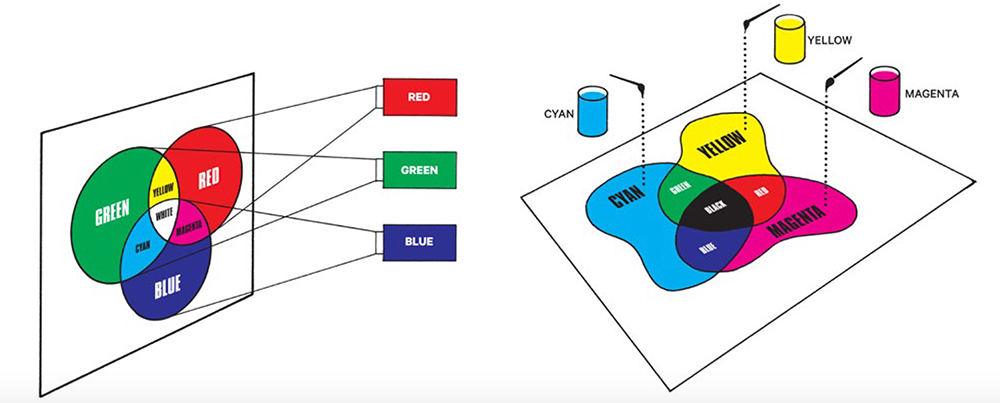 RED
GREEN
BLUE
GREEN
RED
YELLOW
WHITE
MAGENTA
CYAN
BLUE
YELLOW
CYAN
MAGENTA
YELLOW
CYAN
GREEN
RED
BLACK
MAGENTA
BLUE